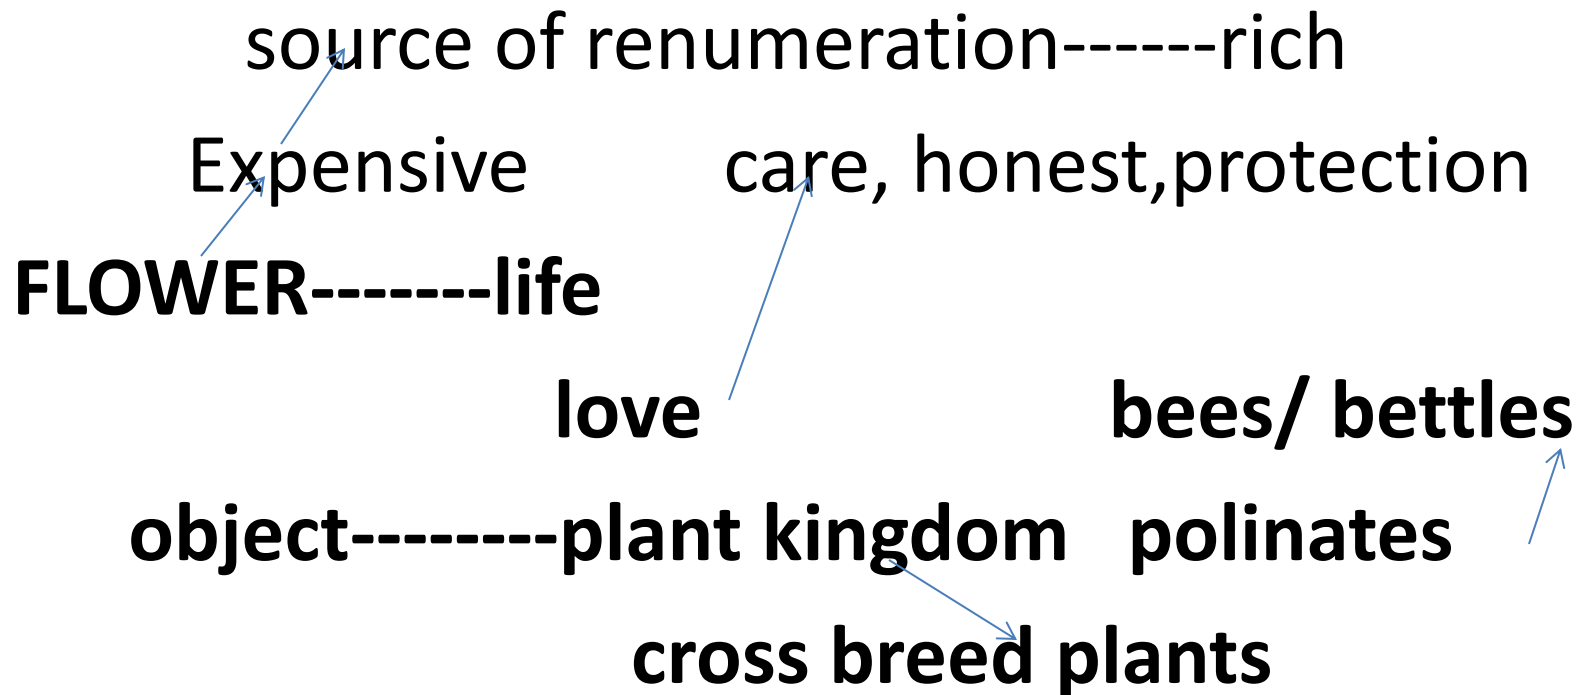 source of renumeration------rich
Expensive care, honest,protection
FLOWER-------life
love bees/ bettles
object--------plant kingdom polinates
cross breed plants